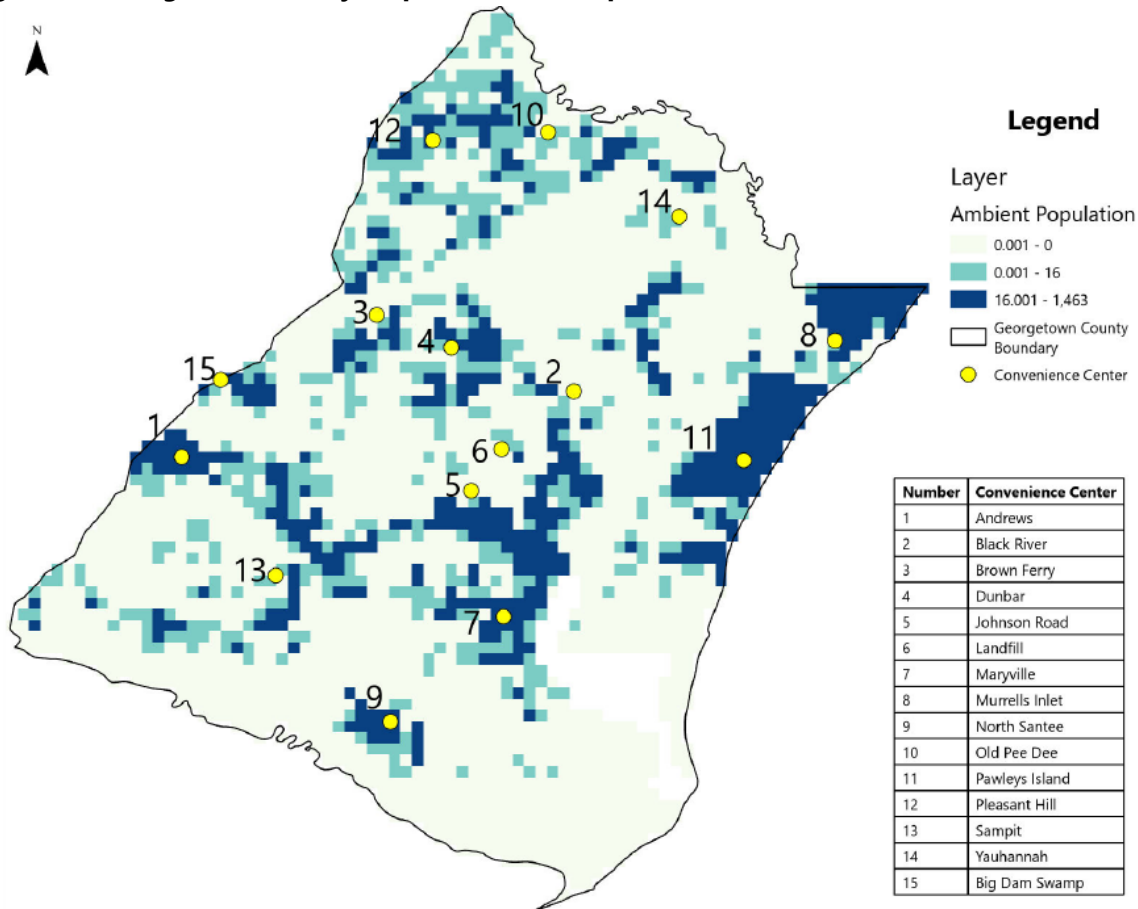 N
12
10
14
3
4
8
15
2
1
6
11
5
13
7
9
Legend
Layer
Ambient Population
0.001 - 0
0.001 - 16
16.001 - 1,463
Georgetown County
Boundary
Convenience Center
Number Convenience Center
1 Andrews
2 Black River
3 Brown Ferry
4 Dunbar
5 Johnson Road
6 Landfill
7 Maryville
8 Murrells Inlet
9 North Santee
10 Old Pee Dee
11 Pawleys Island
12 Pleasant Hill
13 Sampit
14 Yauhannah
15 Big Dam Swamp